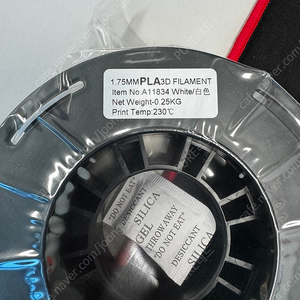 1.75MMPLA3D FILAMENT
Item No:A11834 White/白色
Net Weight-0.25KG
Print Temp:230℃
"DO NOT EAT"
SILICA
GEL
THROW AWAY
"DO NOT EAT"
DESICCANT
SILICA